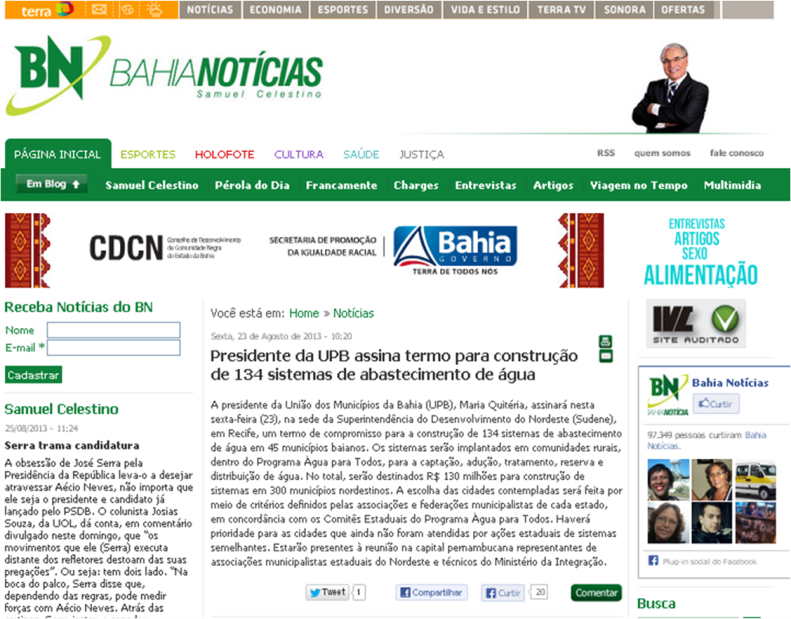 terra
NOTÍCIAS ECONOMIA ESPORTES DIVERSÃO VIDA E ESTILO TERRA TV SONORA OFERTAS
BN BAHIANOTÍCIAS
Samuel Celestino
PÁGINA INICIAL ESPORTES HOLOFOTE CULTURA SAÚDE JUSTIÇA
RSS quem somos fale conosco
Em Blog Samuel Celestino Pérola do Dia Francamente Charges Entrevistas Artigos Viagem no Tempo Multimidia
CDCN
Conselho de Desenvolvimento
da Comunidade Negra
do Estado da Bahia
SECRETARIA DE PROMOÇÃO
DA IGUALDADE RACIAL
Bahia
GOVERNO
TERRA DE TODOS NÓS
ENTREVISTAS
ARTIGOS
SEXO
ALIMENTAÇÃO
Receba Notícias do BN
Nome
E-mail *
Cadastrar
Samuel Celestino
25/08/2013 - 11:24
Serra trama candidatura
A obsessão de José Serra pela
Presidência da República leva-o a desejar
atravessar Aécio Neves, não importa que
ele seja o presidente e candidato já
lançado pelo PSDB. O colunista Josias
Souza, da UOL, dá conta, em comentário
divulgado neste domingo, que "os
movimentos que ele (Serra) executa
distante dos refletores destoam das suas
pregações". Ou seja: tem dois lado. "Na
boca do palco, Serra disse que,
dependendo das regras, pode medir
forças com Aécio Neves. Atrás das
Você está em: Home » Notícias
Sexta, 23 de Agosto de 2013 - 10:20
Presidente da UPB assina termo para construção
de 134 sistemas de abastecimento de água
A presidente da União dos Municípios da Bahia (UPB), Maria Quitéria, assinará nesta
sexta-feira (23), na sede da Superintendência do Desenvolvimento do Nordeste (Sudene),
em Recife, um termo de compromisso para a construção de 134 sistemas de abastecimento
de água em 45 municípios baianos. Os sistemas serão implantados em comunidades rurais,
dentro do Programa Água para Todos, para a captação, adução, tratamento, reserva e
distribuição de água. No total, serão destinados R$ 130 milhões para construção de
sistemas em 300 municípios nordestinos. A escolha das cidades contempladas será feita por
meio de critérios definidos pelas associações e federações municipalistas de cada estado,
em concordância com os Comitês Estaduais do Programa Água para Todos. Haverá
prioridade para as cidades que ainda não foram atendidas por ações estaduais de sistemas
semelhantes. Estarão presentes à reunião na capital pernambucana representantes de
associações municipalistas estaduais do Nordeste e técnicos do Ministério da Integração.
Tweet 1 Compartilhar Curtir 20 Comentar
IVC
SITE AUDITADO
BN
BAHIA NOTÍCIA
Bahia Notícias
Curtir
97.349 pessoas curtiram Bahia
Notícias.
Plug-in social do Facebook
Busca